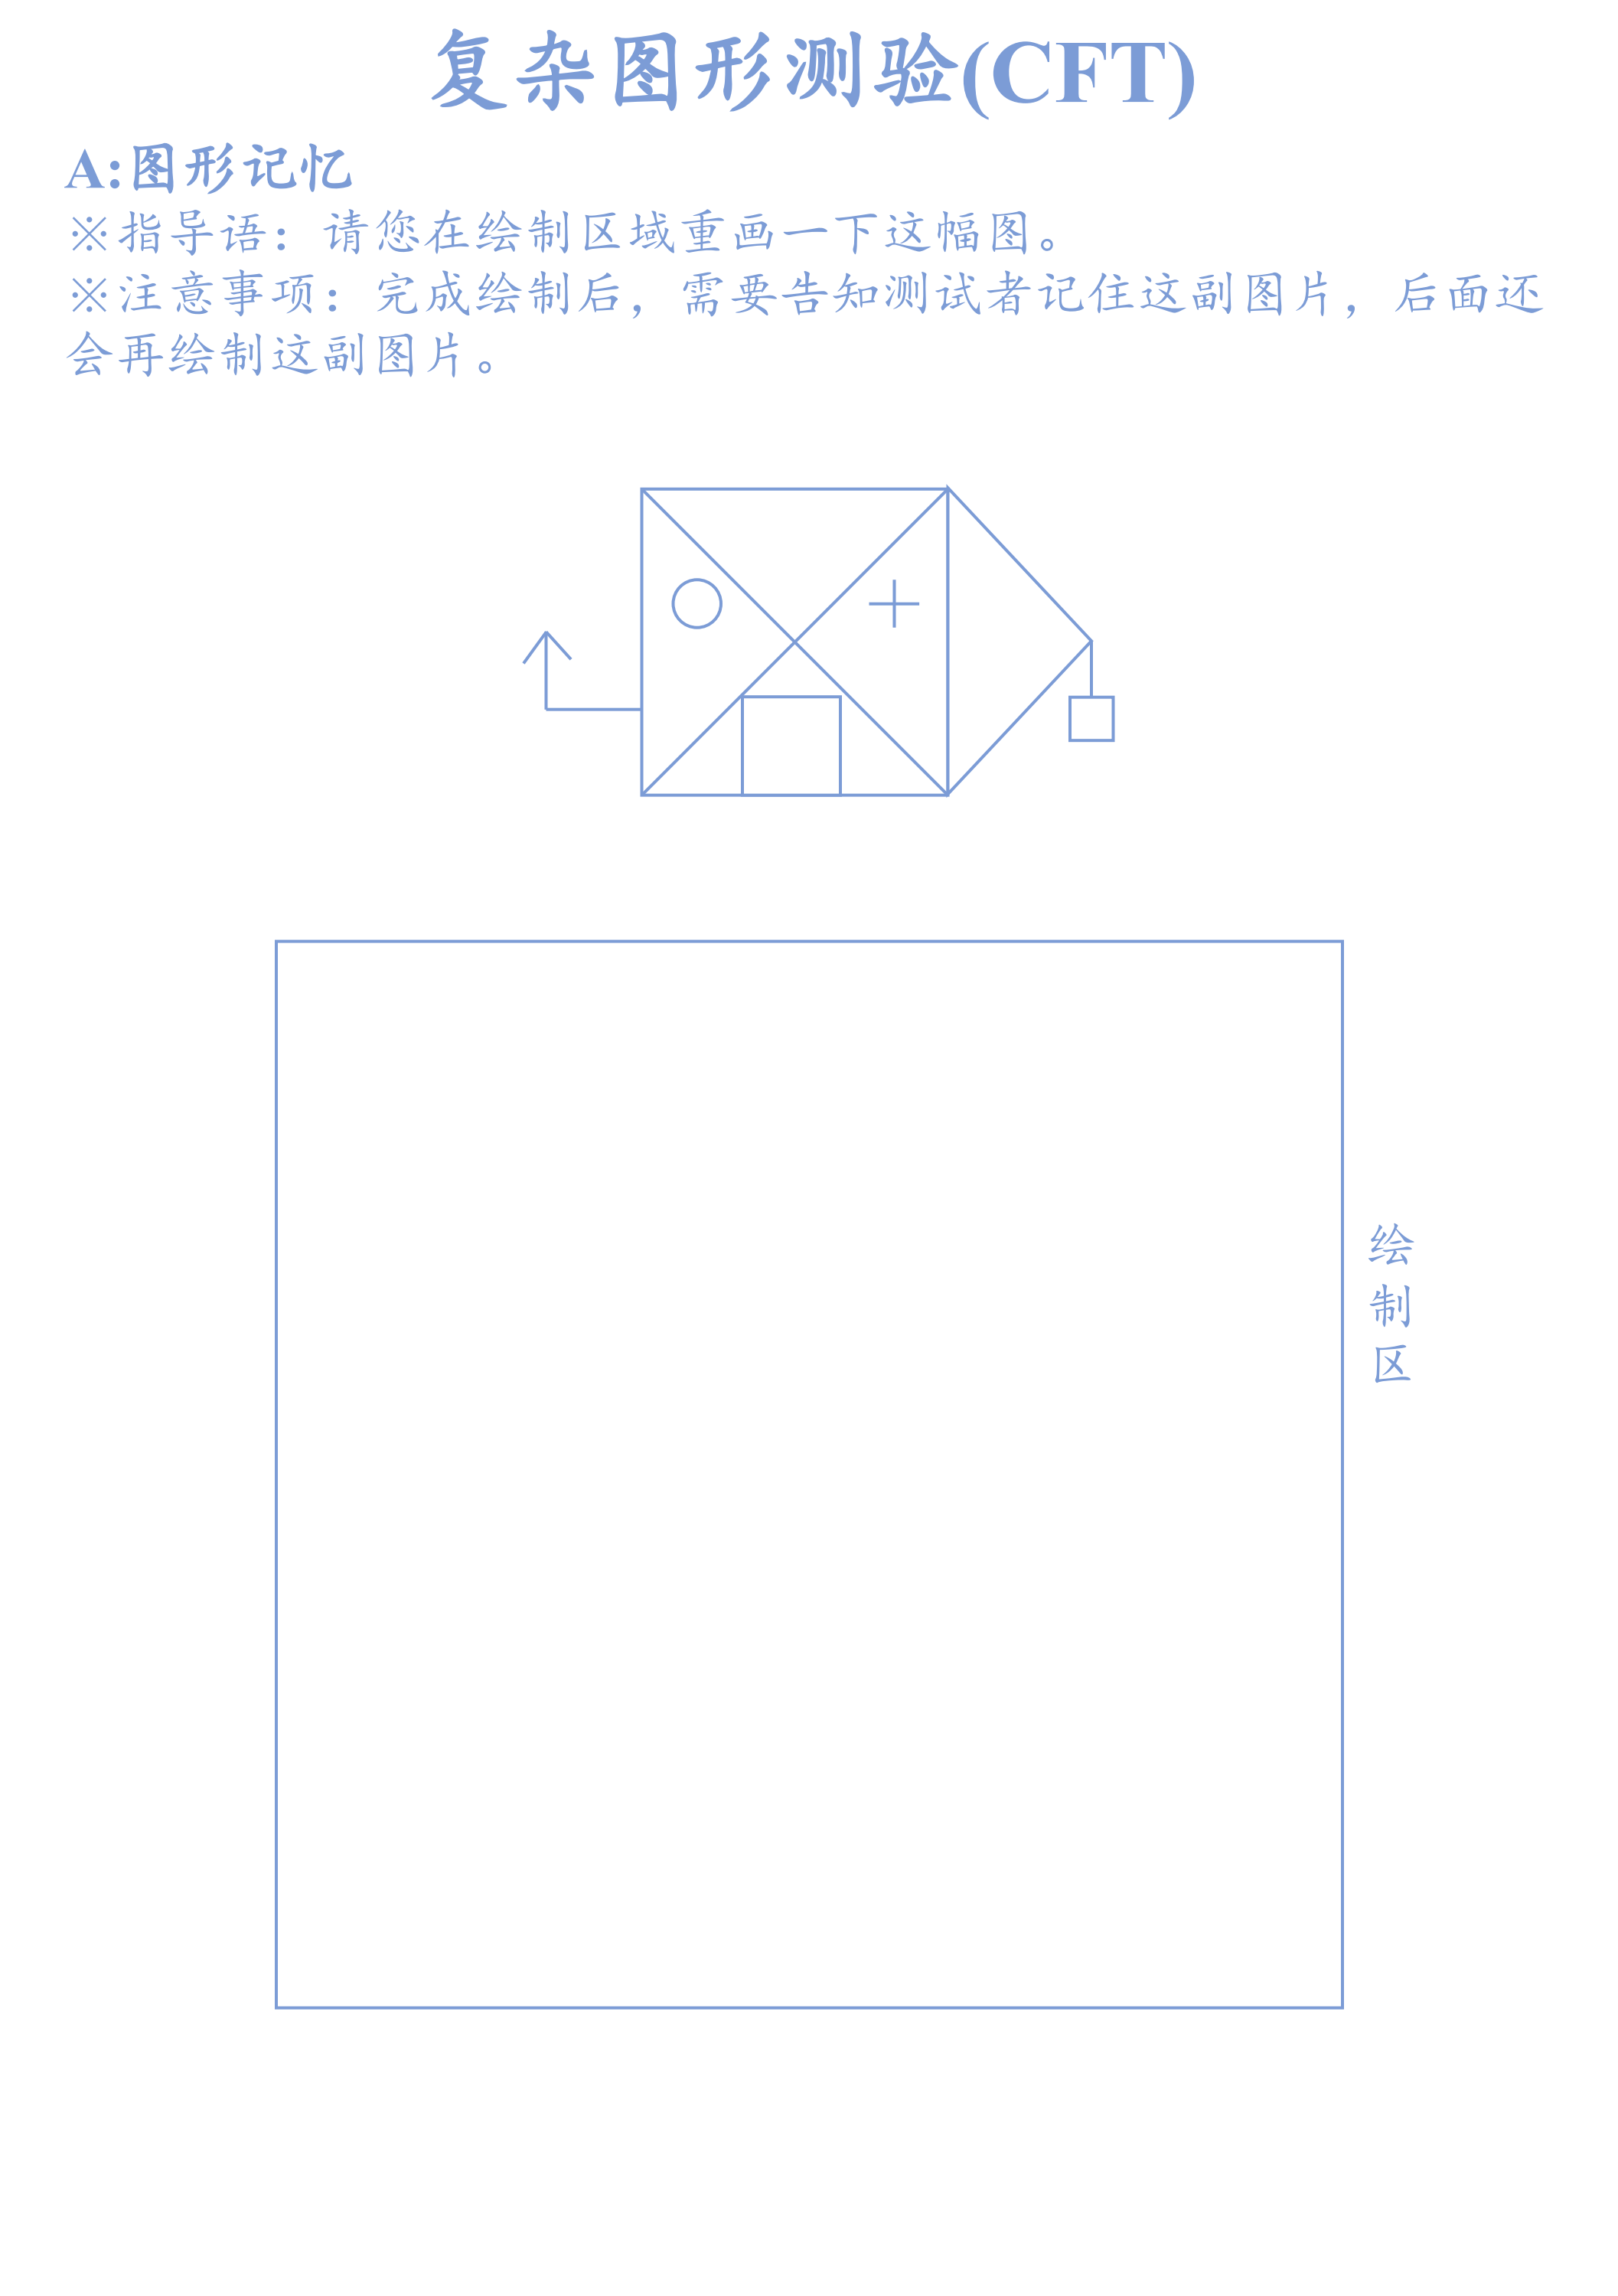 复杂图形测验(CFT)
A:图形记忆
※指导语：请您在绘制区域重画一下这幅图。
※注意事项：完成绘制后，需要告知测试者记住这副图片，后面还
会再绘制这副图片。
绘
制
区